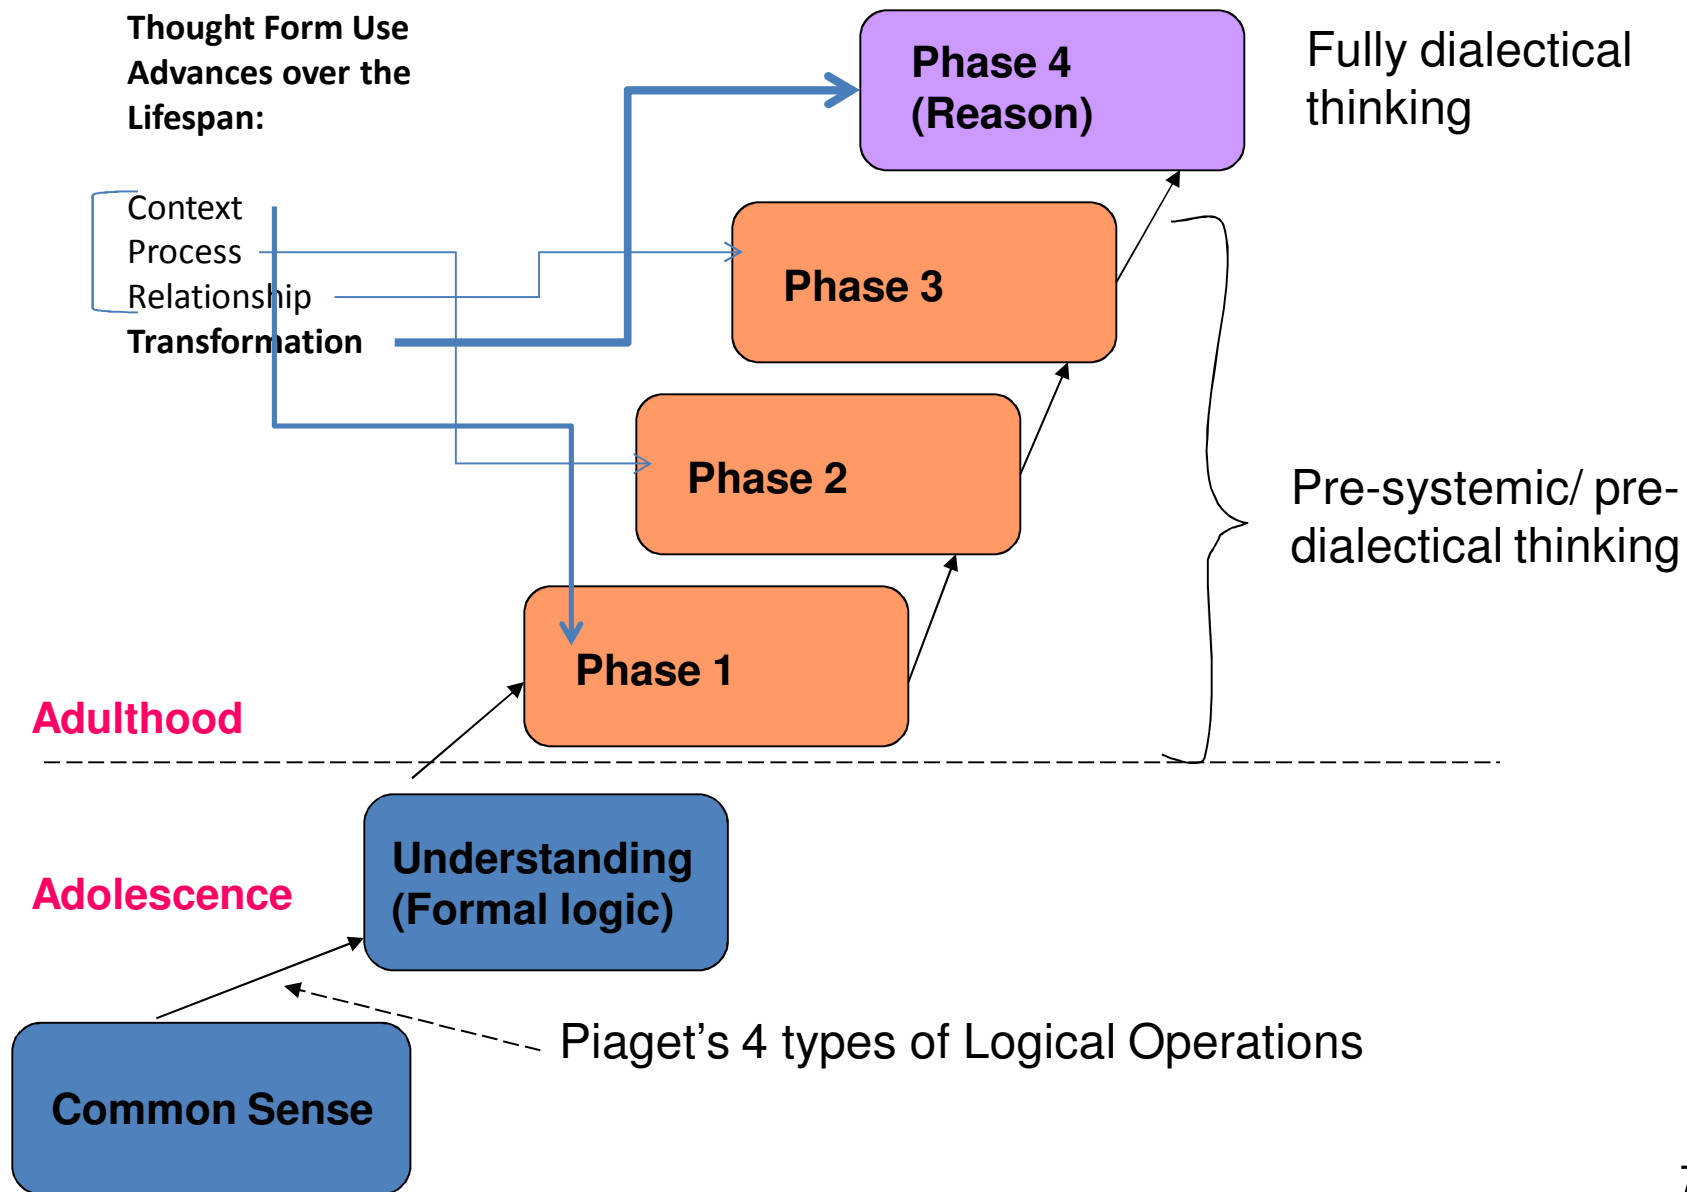 Thought Form Use
Advances over the
Lifespan:
Context
Process
Relationship
Transformation
Phase 4
(Reason)
Fully dialectical
thinking
Phase 3
Phase 2
Pre-systemic/ pre-
dialectical thinking
Phase 1
Adulthood
Understanding
(Formal logic)
Adolescence
Piaget’s 4 types of Logical Operations
Common Sense
7